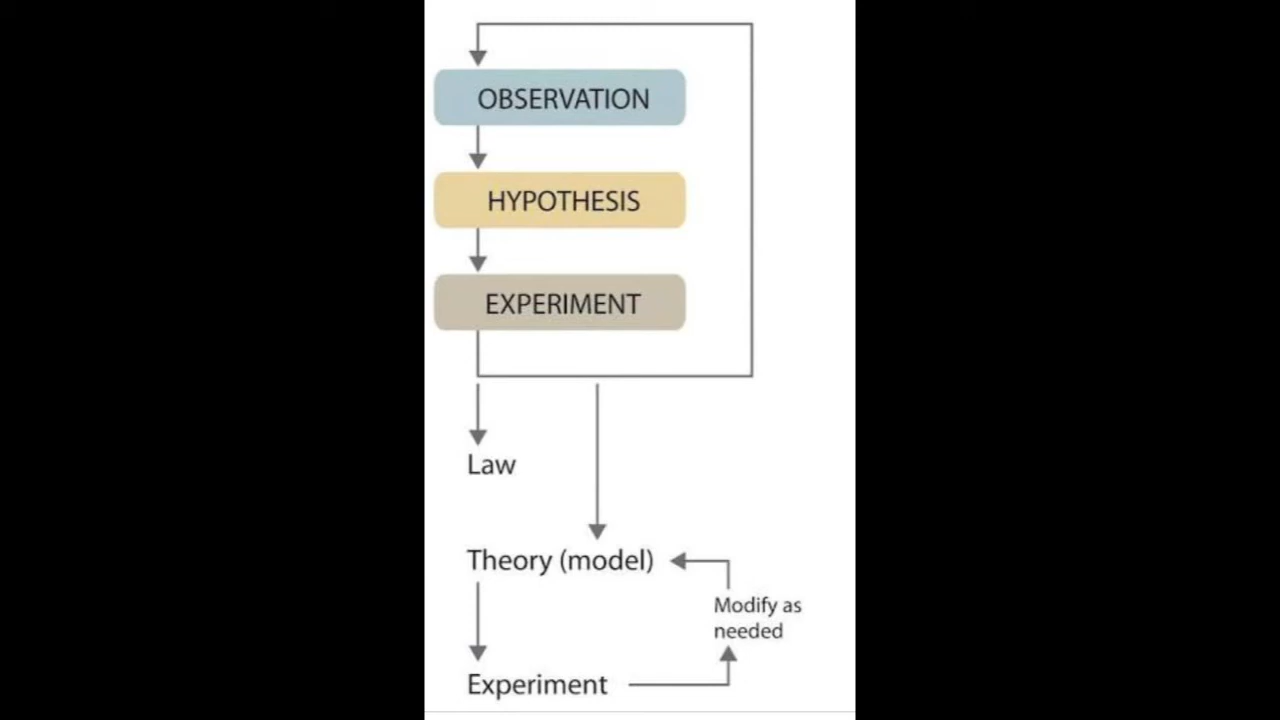 OBSERVATION
HYPOTHESIS
EXPERIMENT
Law
Theory (model)
Modify as
needed
Experiment